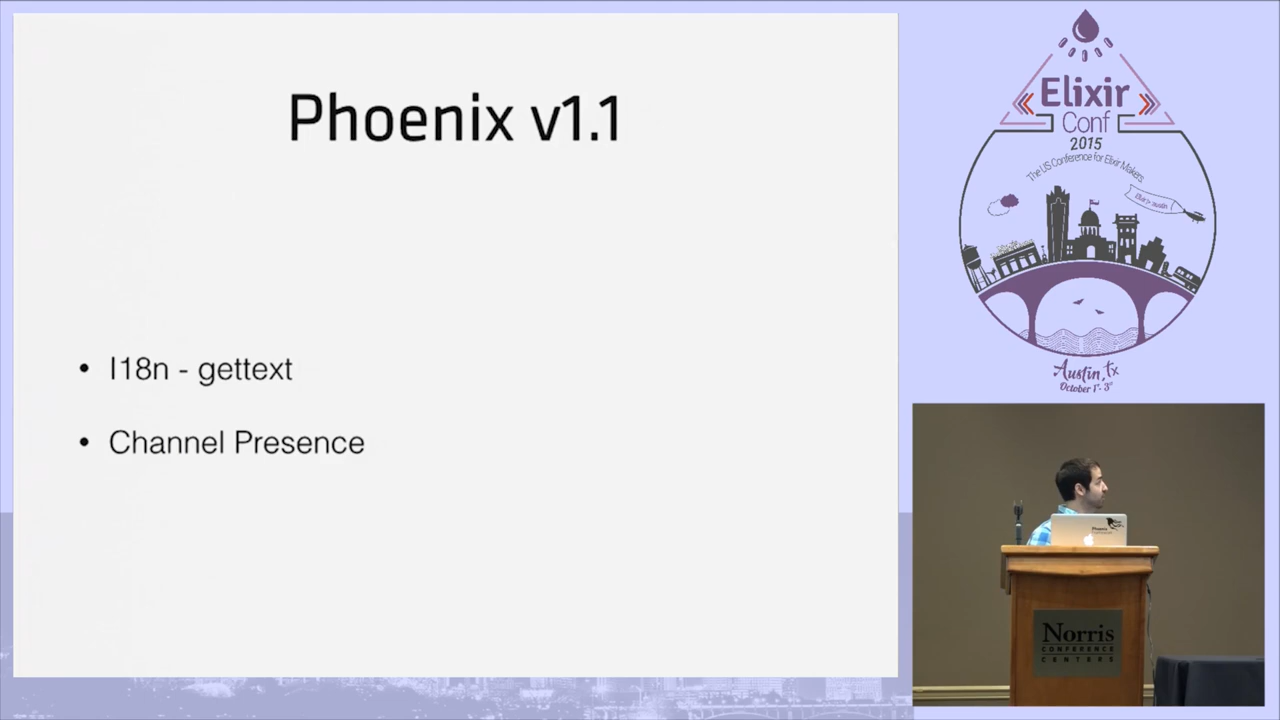 Phoenix v1.1
• I18n - gettext
• Channel Presence
Elixir
Conf
2015
The US Conference for Elixir Makers
Austin, Tx
October 1st - 3rd
Phoenix
Norris
CONFERENCE
CENTERS